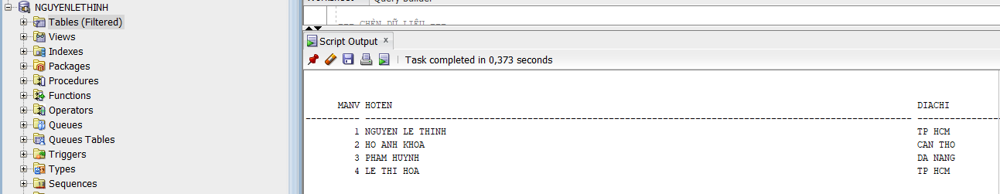 NGUYENLETHINH
Tables (Filtered)
Views
Indexes
Packages
Procedures
Functions
Operators
Queues
Queues Tables
Triggers
Types
Sequences
Query Builder
--- CHÈN DỮ LIỆU ---
Script Output x
Task completed in 0,373 seconds
MANV HOTEN DIACHI
1 NGUYEN LE THINH TP HCM
2 HO ANH KHOA CAN THO
3 PHAM HUYNH DA NANG
4 LE THI HOA TP HCM